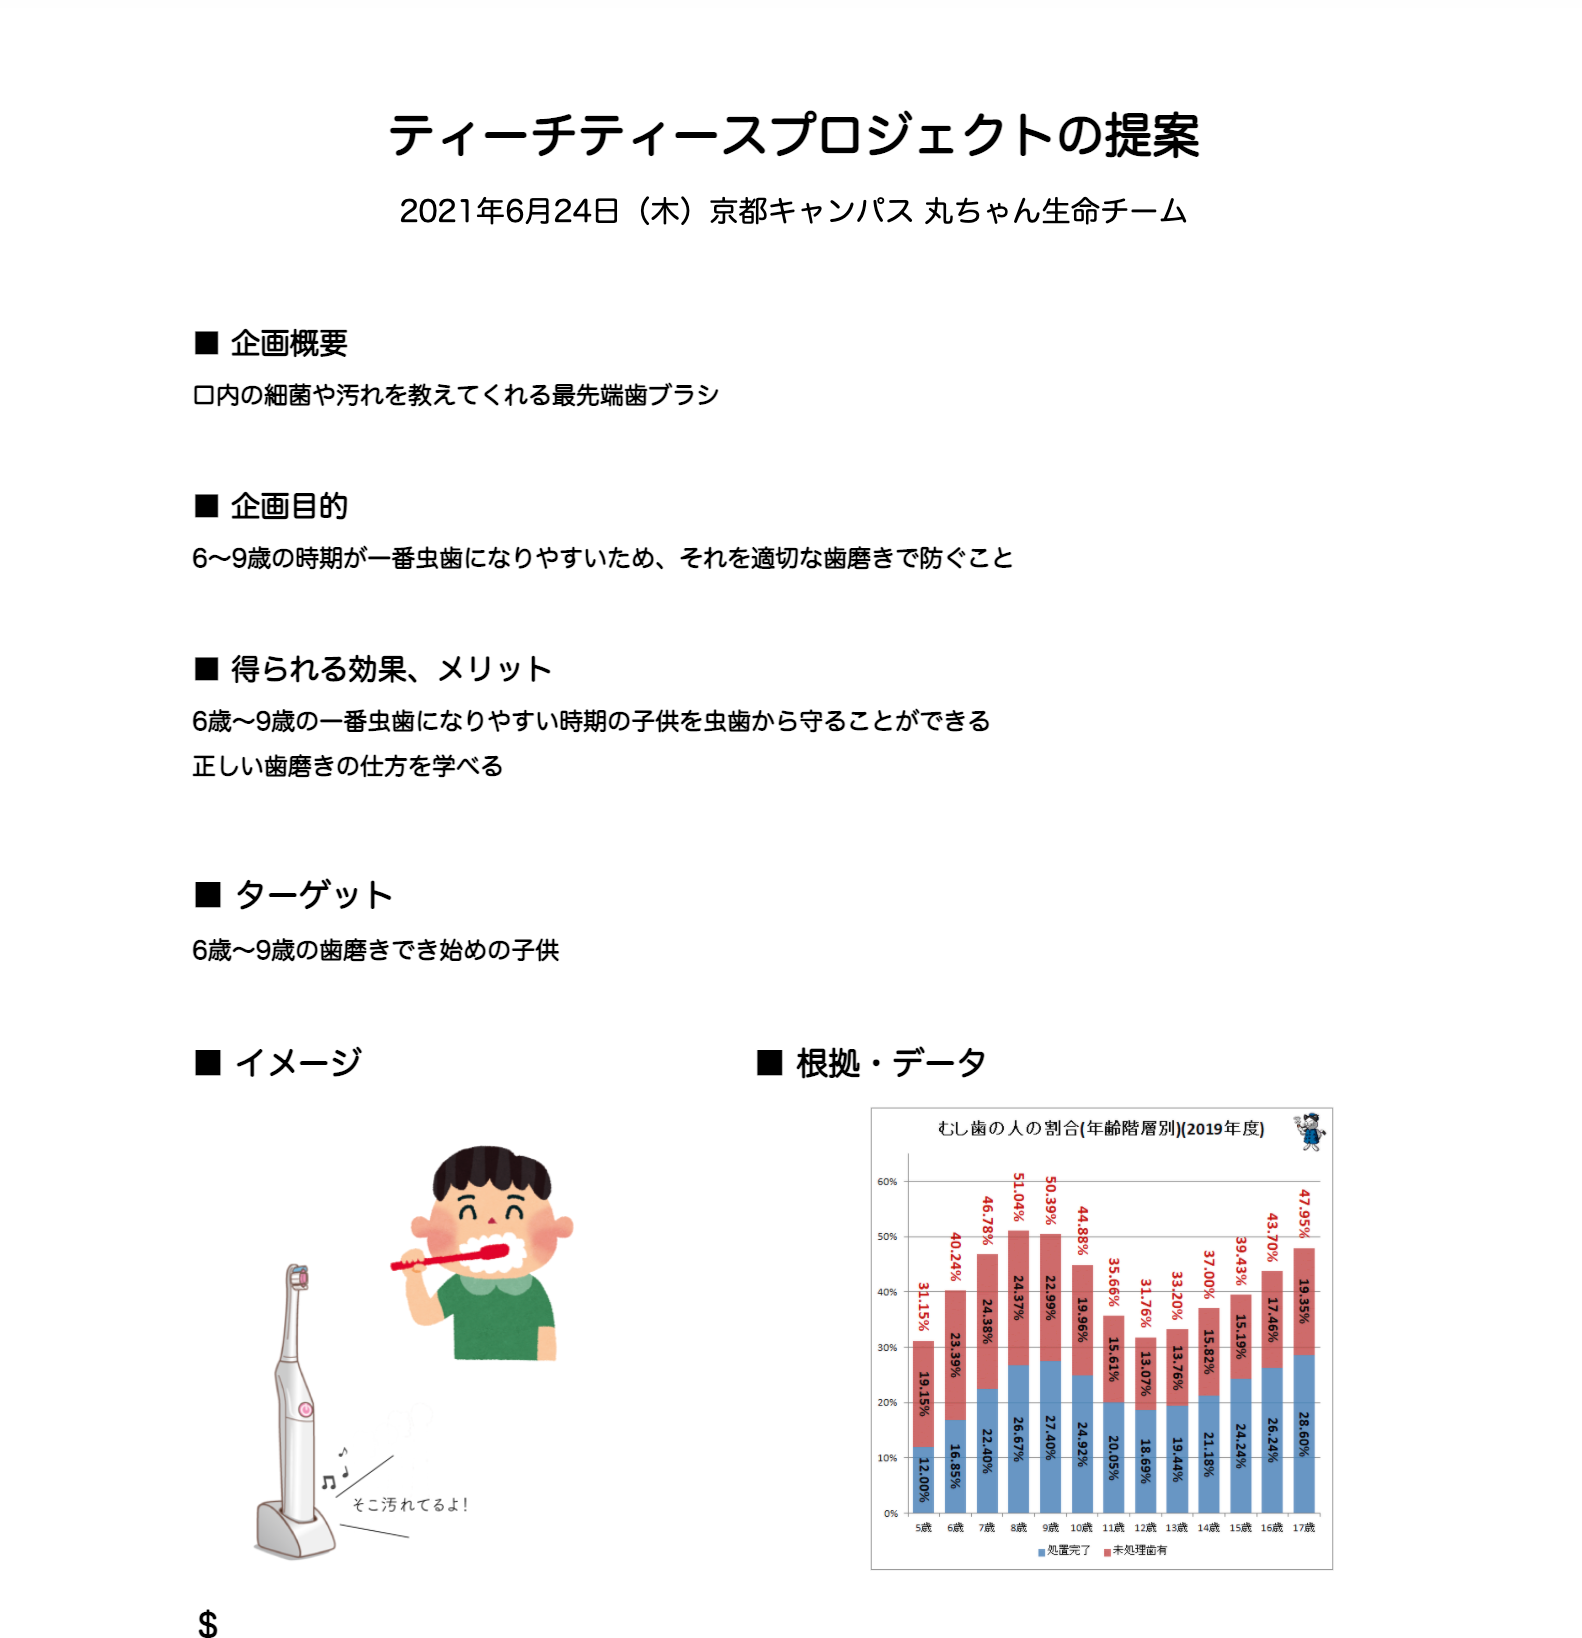 ティーチティースプロジェクトの提案
2021年6月24日（木）京都キャンパス 丸ちゃん生命チーム
■ 企画概要
口内の細菌や汚れを教えてくれる最先端歯ブラシ
■ 企画目的
6〜9歳の時期が一番虫歯になりやすいため、それを適切な歯磨きで防ぐこと
■ 得られる効果、メリット
6歳〜9歳の一番虫歯になりやすい時期の子供を虫歯から守ることができる
正しい歯磨きの仕方を学べる
■ ターゲット
6歳〜9歳の歯磨きでき始めの子供
■ イメージ
そこ汚れてるよ!
■ 根拠・データ
むし歯の人の割合(年齢階層別)(2019年度)
60%
50%
40%
30%
20%
10%
0%
31.15% 40.24% 46.78% 51.04% 50.39% 44.88% 35.66% 31.76% 33.20% 37.00% 39.43% 43.70% 47.95%
19.15% 23.39% 24.38% 24.37% 22.99% 19.96% 15.61% 13.07% 13.76% 15.82% 15.19% 17.46% 19.35%
12.00% 16.85% 22.40% 26.67% 27.40% 24.92% 20.05% 18.69% 19.44% 21.18% 24.24% 26.24% 28.60%
5歳 6歳 7歳 8歳 9歳 10歳 11歳 12歳 13歳 14歳 15歳 16歳 17歳
処置完了 未処理歯有
$